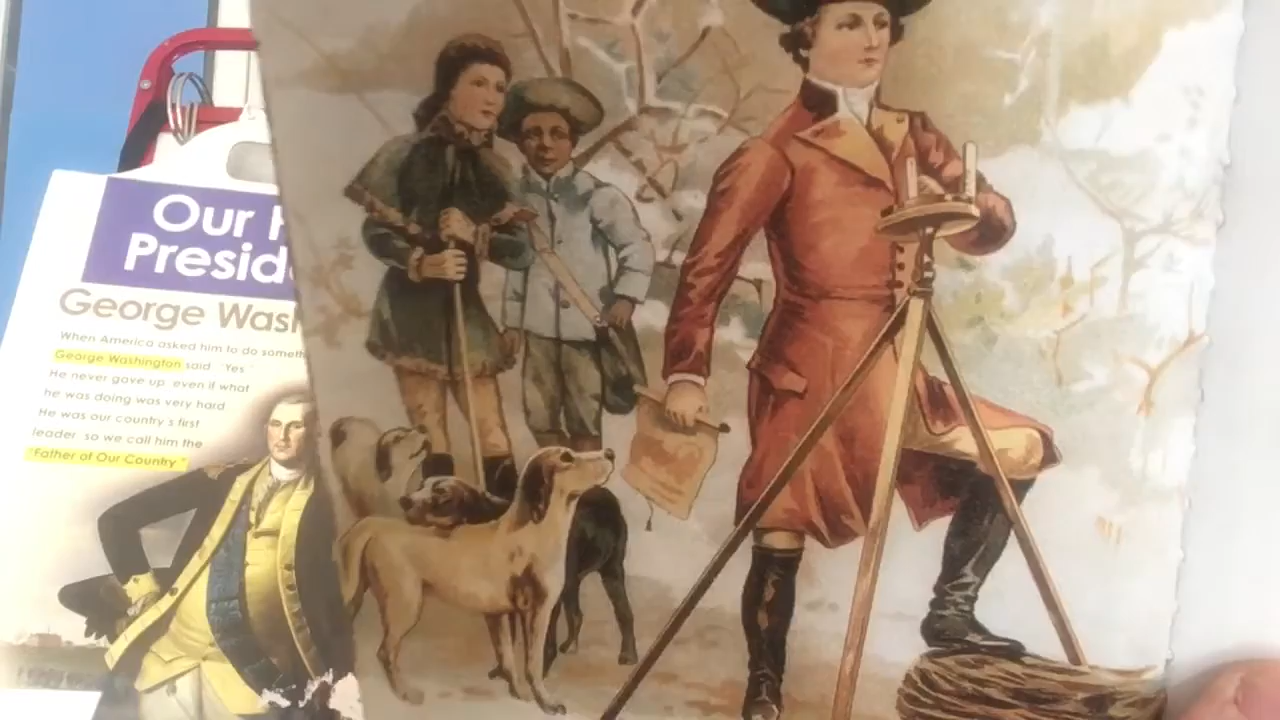 Our
Presid
George Wash
When America asked him to do someth
George Washington said "Yes"
He never gave up even if what
he was doing was very hard
He was our country's first
leader so we call him the
"Father of Our Country"